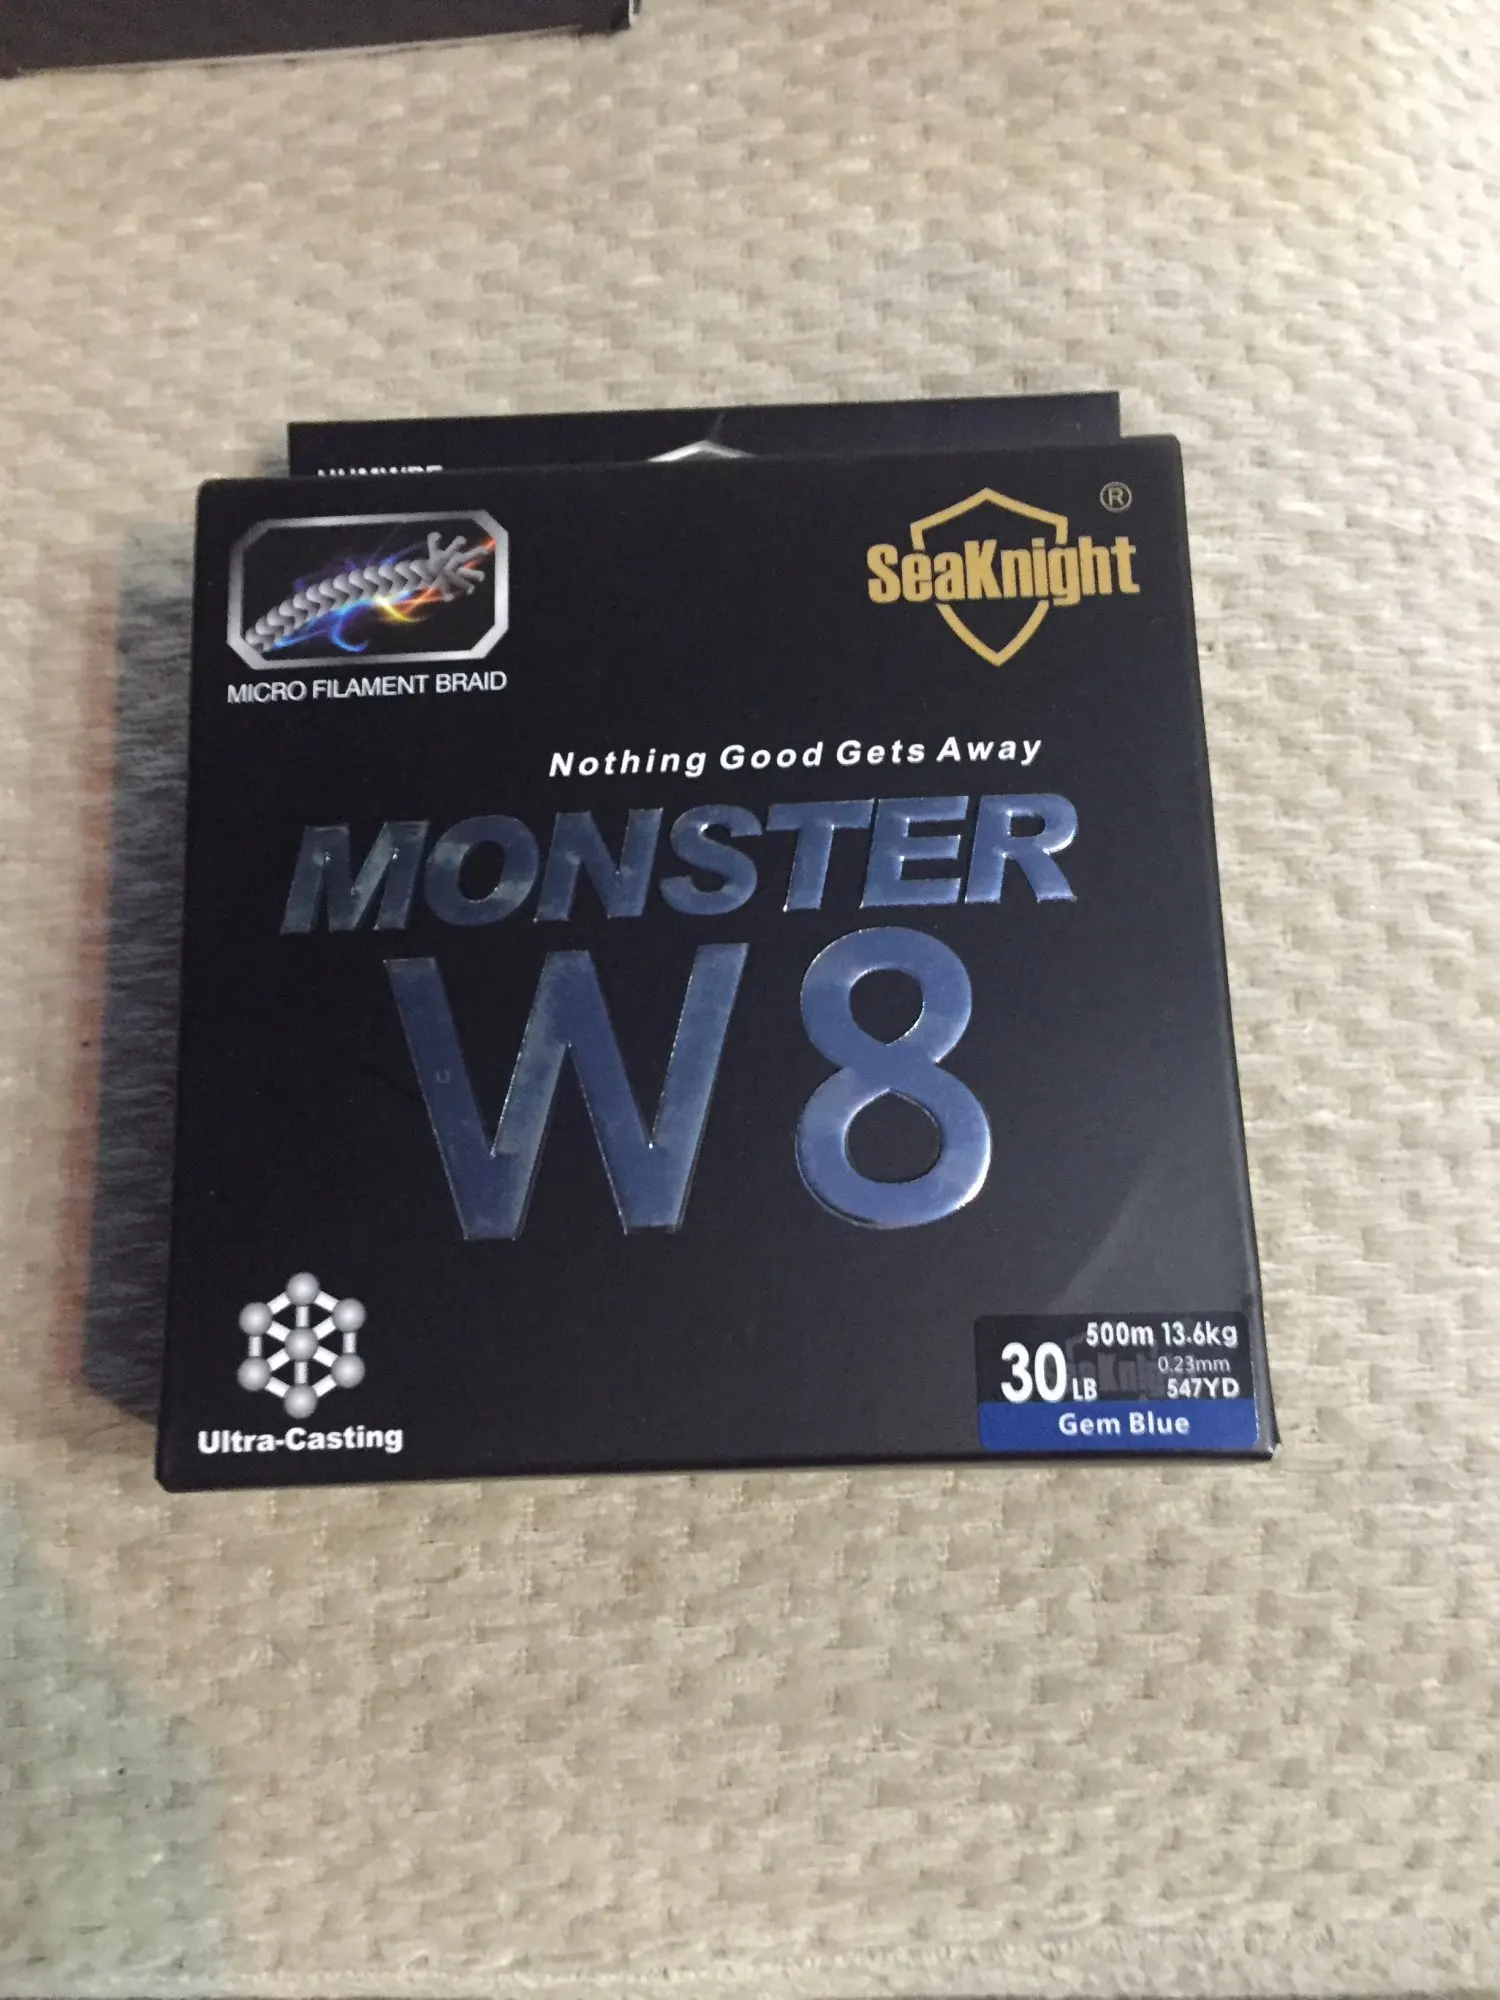 SeaKnight®
MICRO FILAMENT BRAID
Nothing Good Gets Away
MONSTER
W8
500m 13.6kg
30LB
0.23mm
547YD
Gem Blue
Ultra-Casting